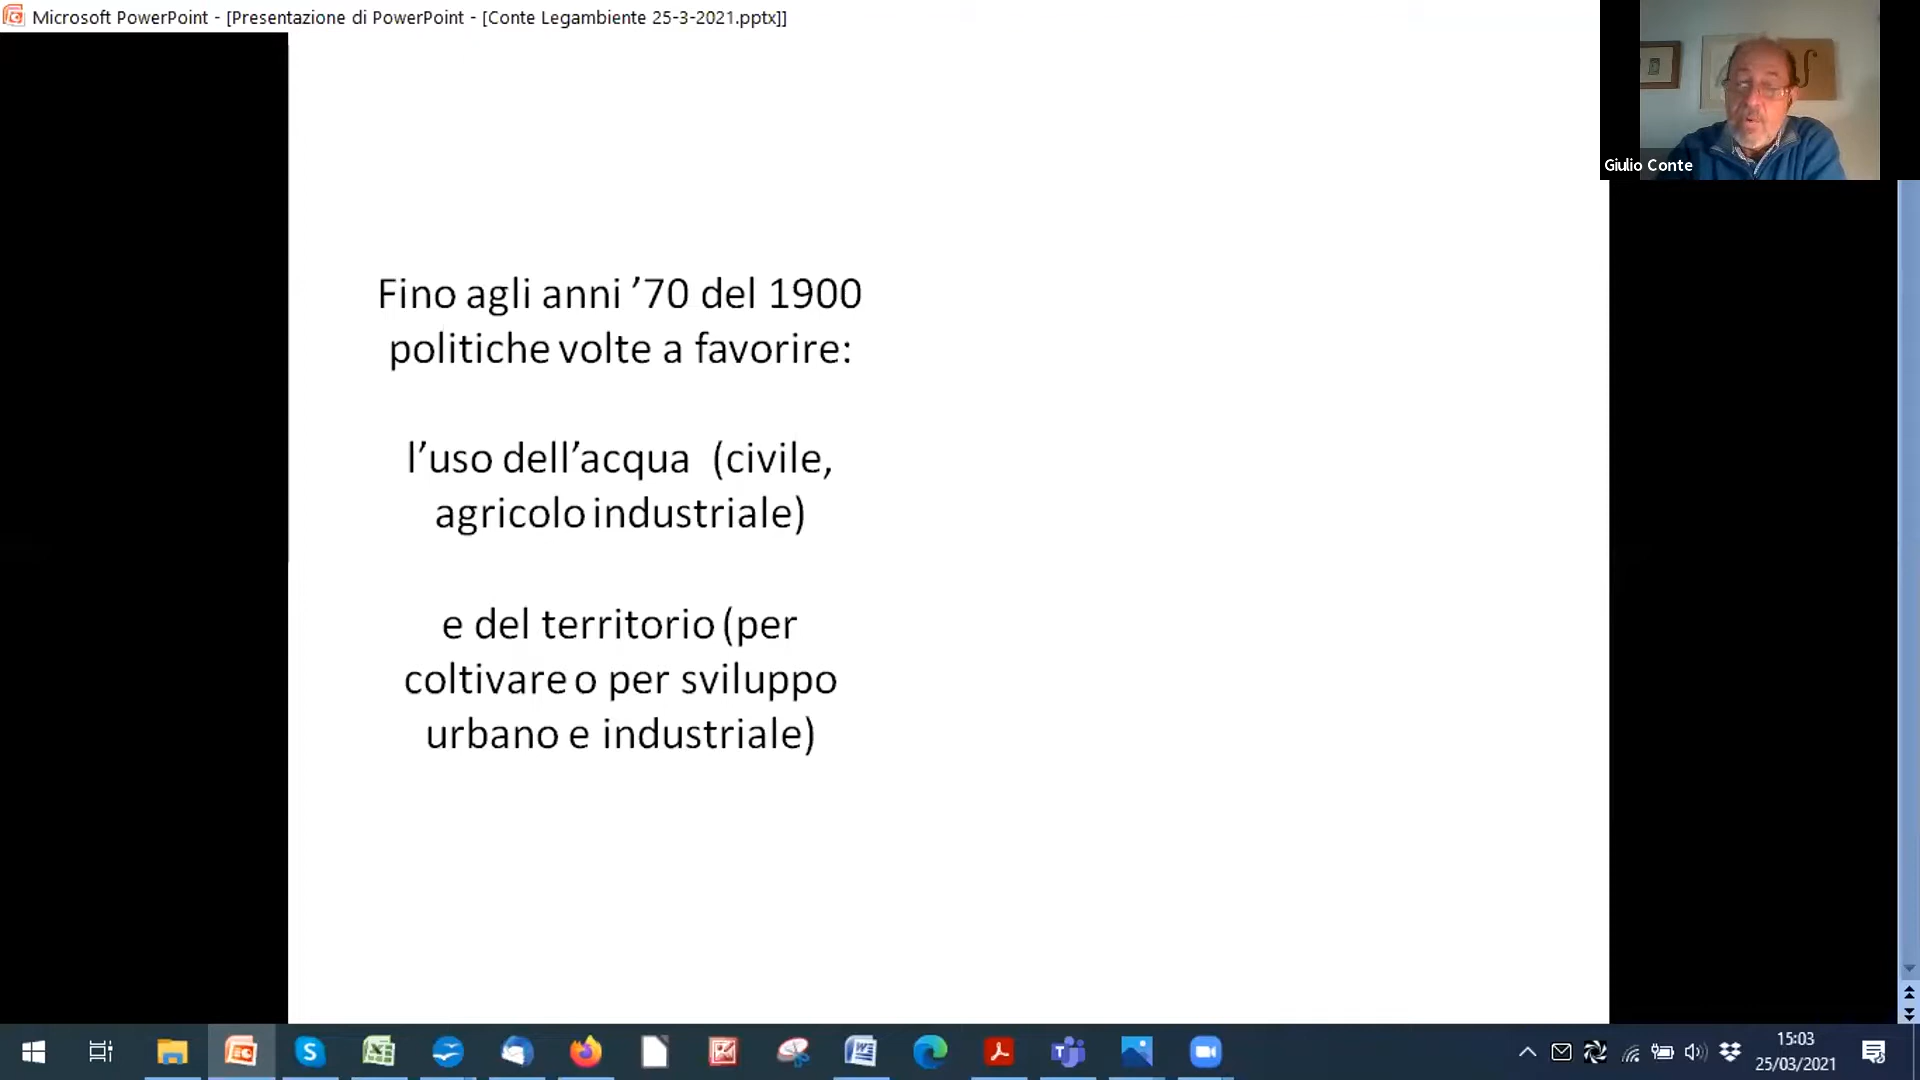 Microsoft PowerPoint - [Presentazione di PowerPoint - [Conte Legambiente 25-3-2021.pptx]]
Giulio Conte
Fino agli anni ’70 del 1900
politiche volte a favorire:
l’uso dell’acqua (civile,
agricolo industriale)
e del territorio (per
coltivare o per sviluppo
urbano e industriale)
15:03
25/03/2021